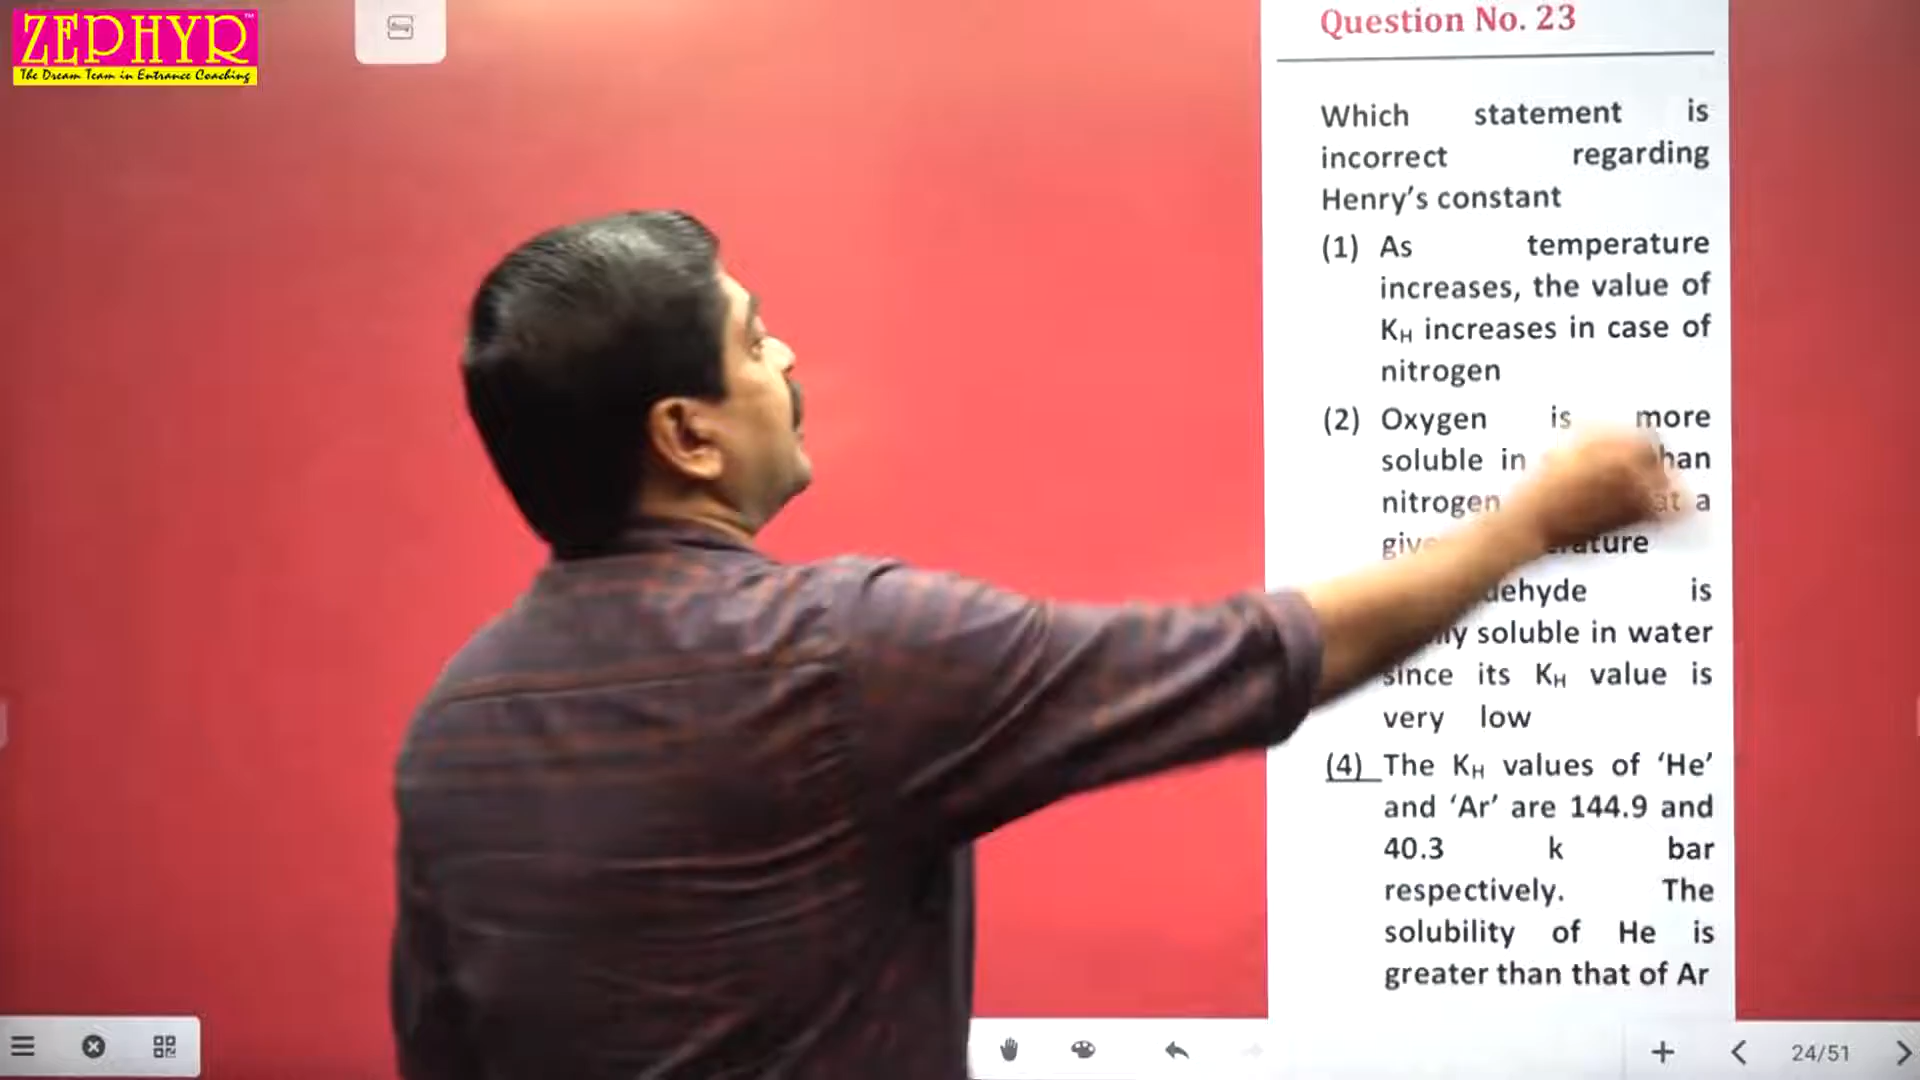 ZEPHYR™
The Dream Team in Entrance Coaching
Question No. 23
Which statement is
incorrect regarding
Henry's constant
(1) As temperature
increases, the value of
KH increases in case of
nitrogen
(2) Oxygen is more
soluble in
nitrogen at a
(4) The KH values of 'He'
and 'Ar' are 144.9 and
40.3 k bar
respectively. The
solubility of He is
greater than that of Ar
is
soluble in water
since its KH value is
very low
24/51